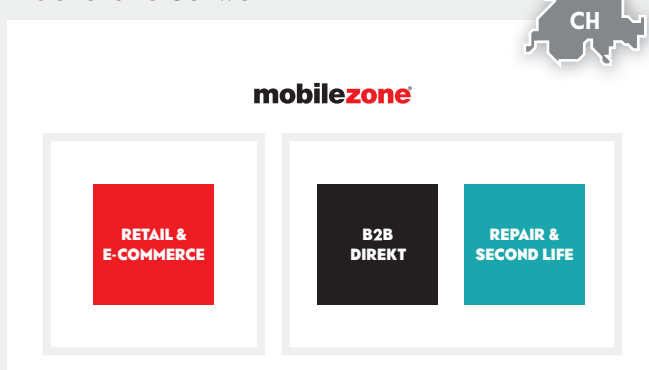 CH
mobilezone®
RETAIL &
E-COMMERCE
B2B
DIREKT
REPAIR &
SECOND LIFE